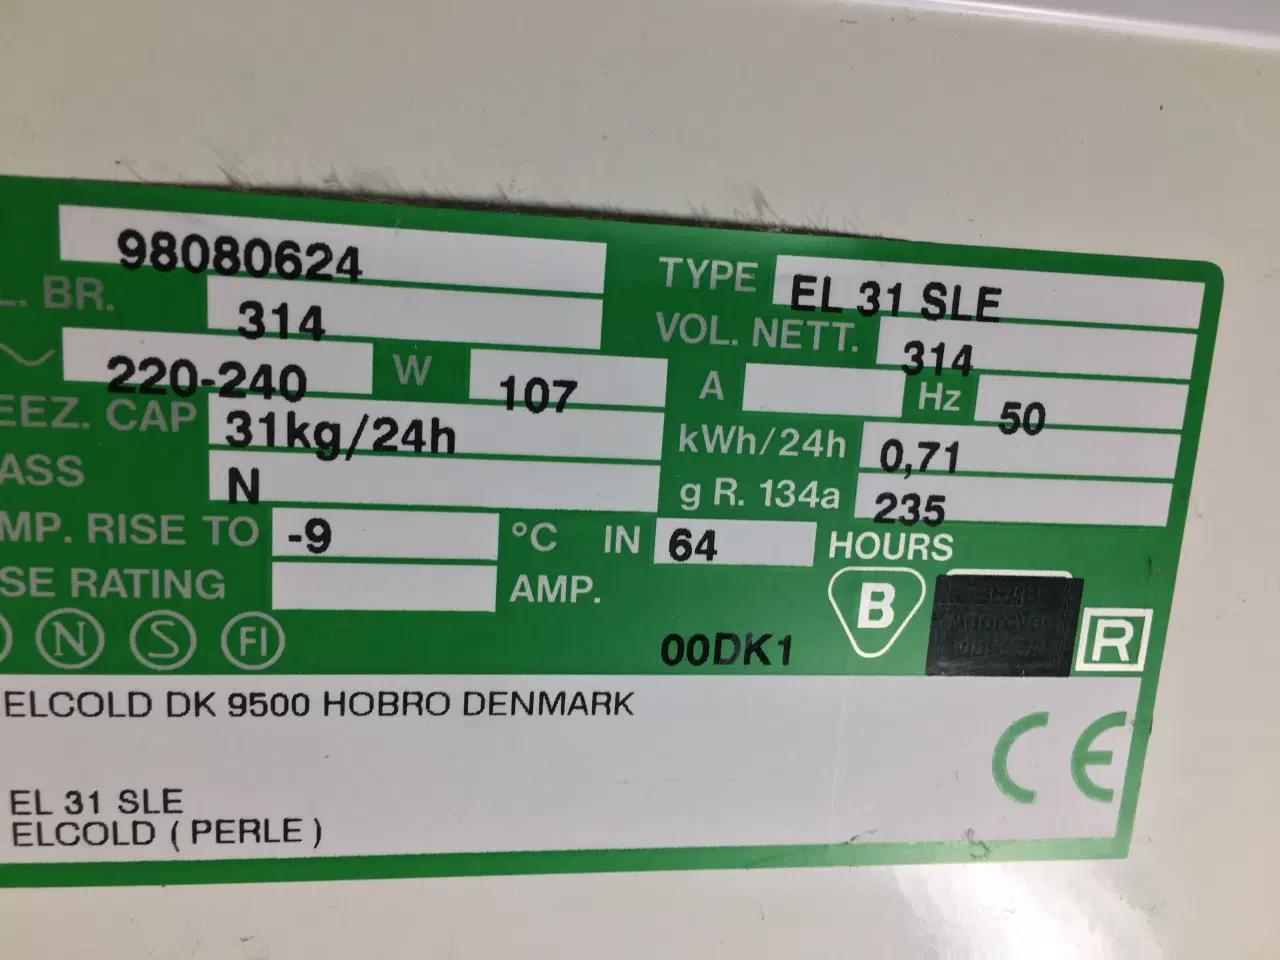 98080624 TYPE EL 31 SLE
L. BR. 314 VOL. NETT. 314
220-240 W 107 A Hz 50
EEZ. CAP 31kg/24h kWh/24h 0,71
ASS N g R. 134a 235
MP. RISE TO -9 °C IN 64 HOURS
SE RATING AMP.
N S FI 00DK1 B R
ELCOLD DK 9500 HOBRO DENMARK
CE
EL 31 SLE
ELCOLD ( PERLE )